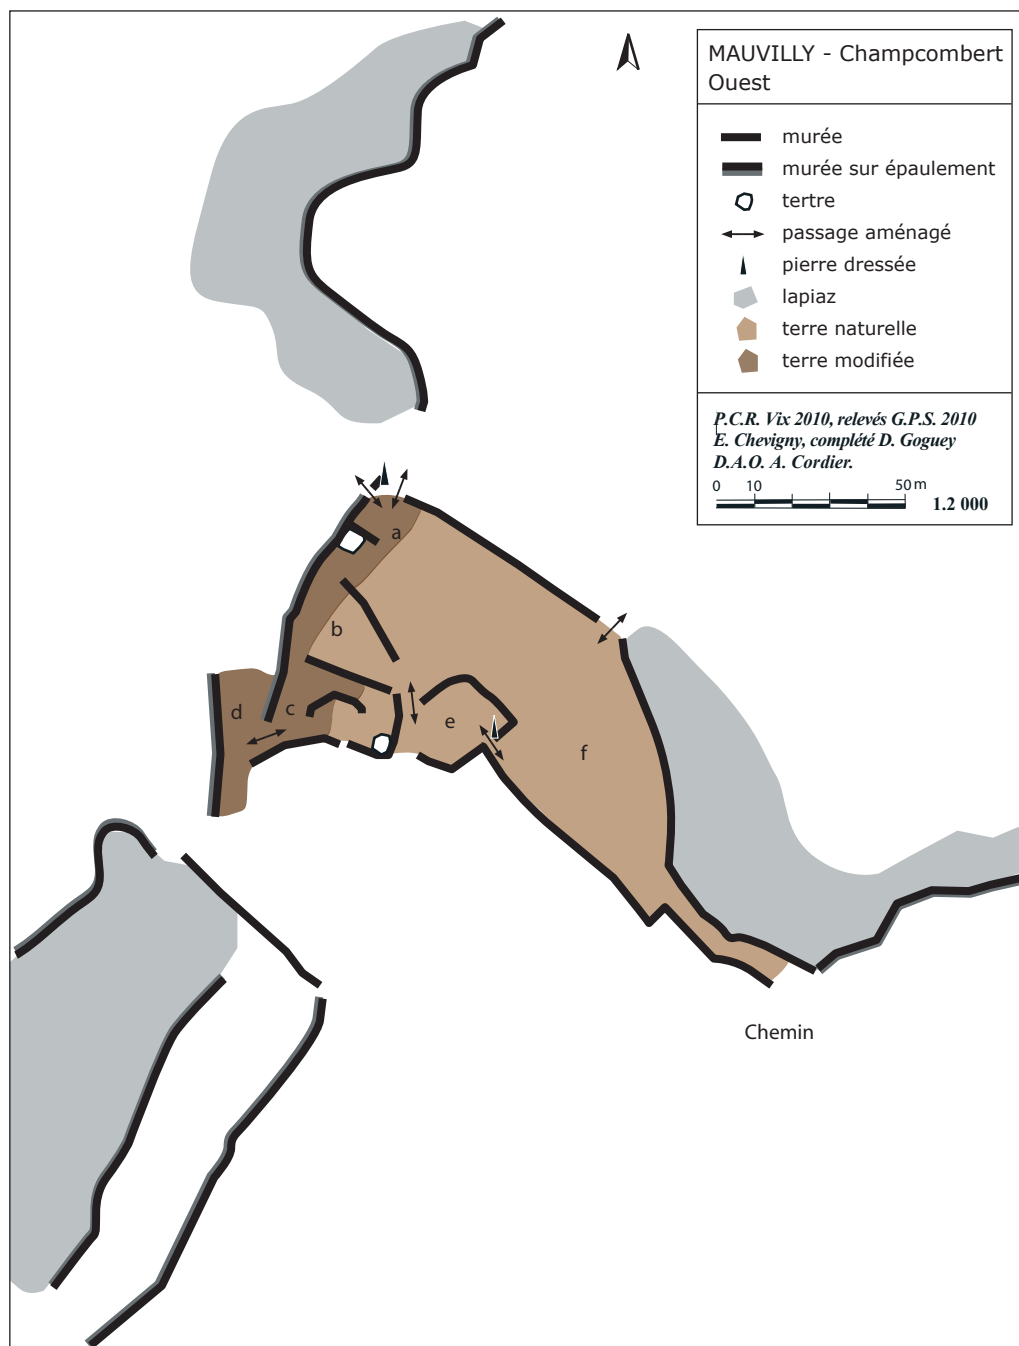 MAUVILLY - Champcombert
Ouest
murée
murée sur épaulement
tertre
passage aménagé
pierre dressée
lapiaz
terre naturelle
terre modifiée
P.C.R. Vix 2010, relevés G.P.S. 2010
E. Chevigny, complété D. Goguey
D.A.O. A. Cordier.
0 10 50 m
1.2 000
a
b
c
d
e
f
Chemin